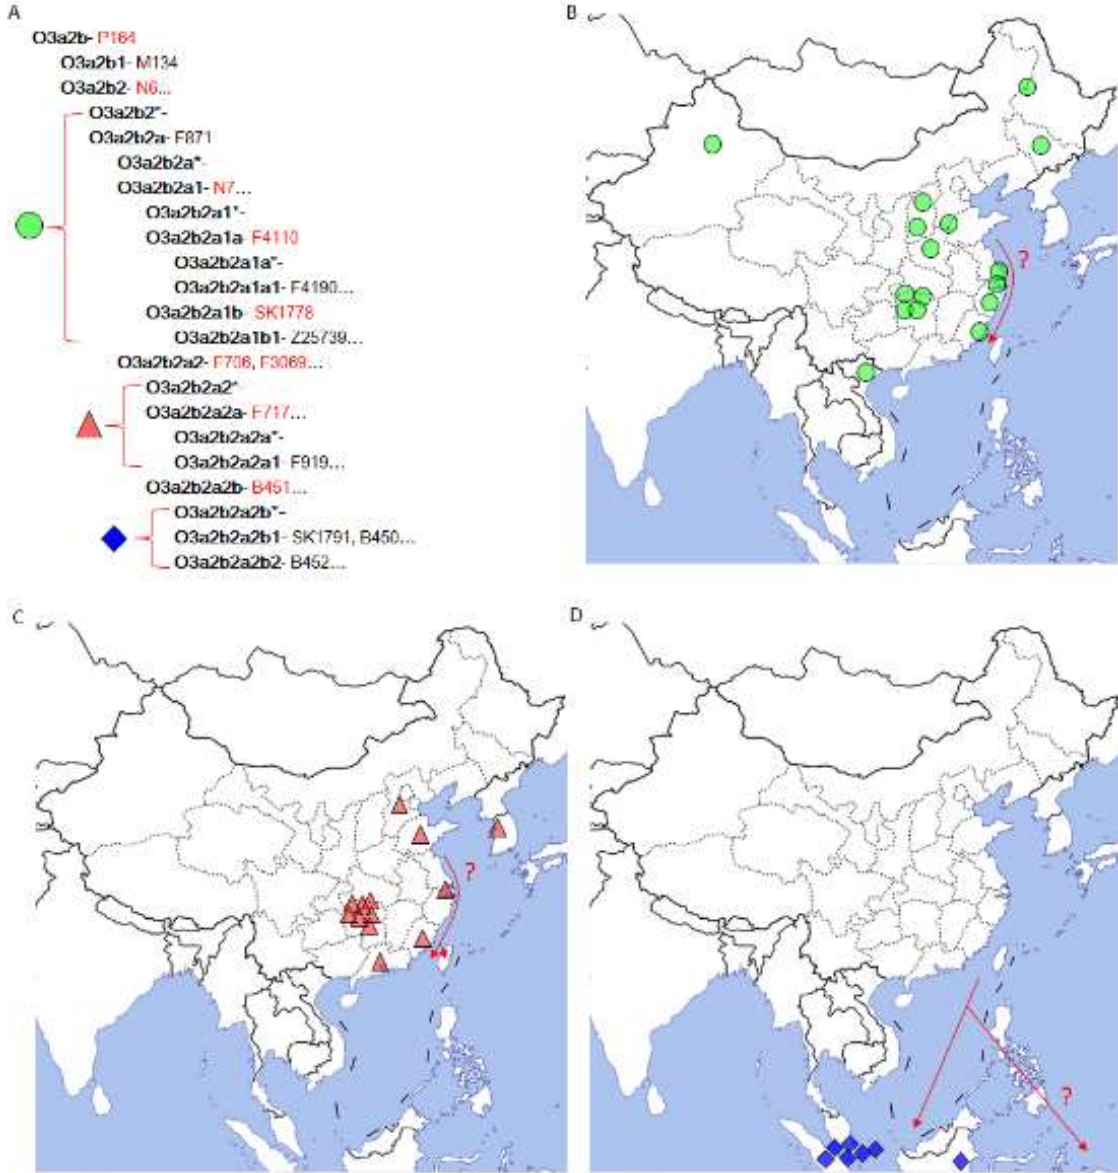 A
O3a2b- P164
O3a2b1- M134
O3a2b2- N6...
O3a2b2*-
O3a2b2a- F871
O3a2b2a*-
O3a2b2a1- N7...
O3a2b2a1*-
O3a2b2a1a- F4110
O3a2b2a1a*-
O3a2b2a1a1- F4190...
O3a2b2a1b- SK1778
O3a2b2a1b1- Z25739...
O3a2b2a2- F706, F3069...
O3a2b2a2*-
O3a2b2a2a- F717...
O3a2b2a2a*-
O3a2b2a2a1- F919...
O3a2b2a2b- B451...
O3a2b2a2b*-
O3a2b2a2b1- SK1791, B450...
O3a2b2a2b2- B452...
B
?
C
?
D
?